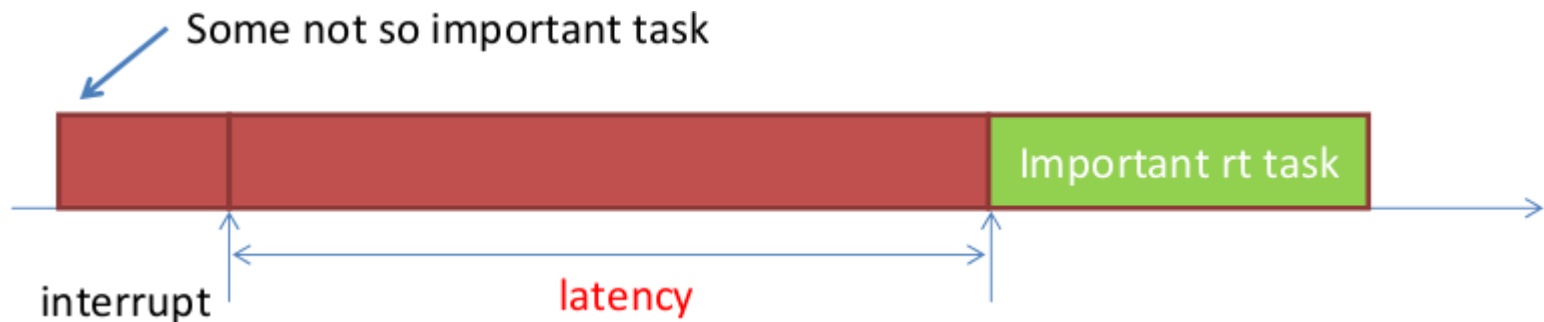 Some not so important task
Important rt task
interrupt
latency